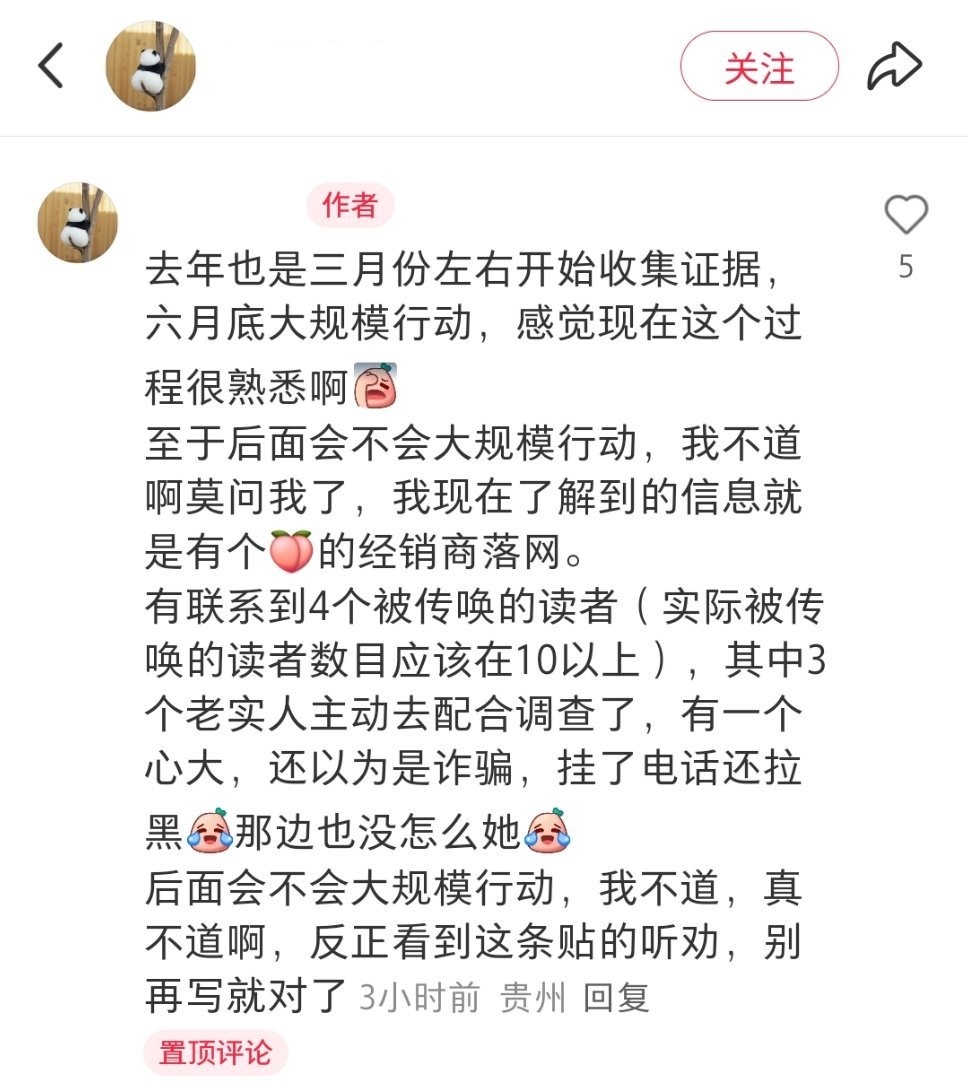 关注
作者
去年也是三月份左右开始收集证据，
六月底大规模行动，感觉现在这个过
程很熟悉啊
至于后面会不会大规模行动，我不道
啊莫问我了，我现在了解到的信息就
是有个🍑的经销商落网。
有联系到4个被传唤的读者（实际被传
唤的读者数目应该在10以上），其中3
个老实人主动去配合调查了，有一个
心大，还以为是诈骗，挂了电话还拉
黑那边也没怎么她
后面会不会大规模行动，我不道，真
不道啊，反正看到这条贴的听劝，别
再写就对了 3小时前 贵州 回复
置顶评论
5